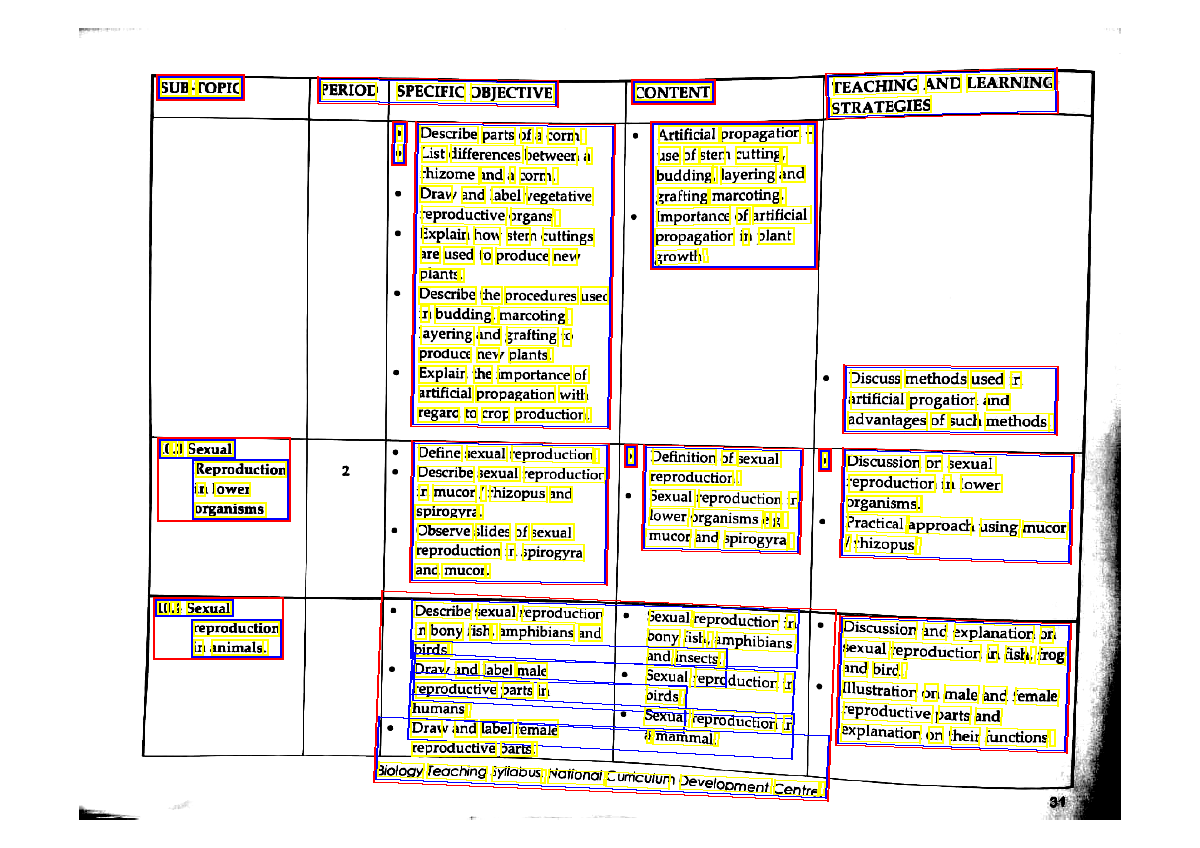 SUB-TOPIC PERIOD SPECIFIC OBJECTIVE CONTENT TEACHING AND LEARNING STRATEGIES
• Describe parts of a corm.
• List differences between a
rhizome and a corm.
• Draw and label vegetative
reproductive organs.
• Explain how stem cuttings
are used to produce new
plants.
• Describe the procedures used
in budding, marcoting,
layering and grafting to
produce new plants.
• Explain the importance of
artificial propagation with
regard to crop production.
• Artificial propagation -
use of stem cutting,
budding, layering and
grafting marcoting.
• Importance of artificial
propagation in plant
growth.
• Discuss methods used in
artificial progation and
advantages of such methods
Sexual
Reproduction
in lower
organisms
2
• Define sexual reproduction.
• Describe sexual reproduction
in mucor / rhizopus and
spirogyra.
• Observe slides of sexual
reproduction in spirogyra
and mucor.
• Definition of sexual
reproduction.
• Sexual reproduction in
lower organisms e.g.
mucor and spirogyra
• Discussion on sexual
reproduction in lower
organisms.
• Practical approach using mucor
/ rhizopus
Sexual
reproduction
in animals.
• Describe sexual reproduction
in bony fish, amphibians and
birds.
• Draw and label male
reproductive parts in
humans.
• Draw and label female
reproductive parts.
• Sexual reproduction in
bony fish, amphibians
and insects.
• Sexual reproduction in
birds.
• Sexual reproduction in
a mammal.
• Discussion and explanation on
sexual reproduction in fish, frog
and bird.
• Illustration on male and female
reproductive parts and
explanation on their functions.
Biology Teaching Syllabus, National Curriculum Development Centre.
31